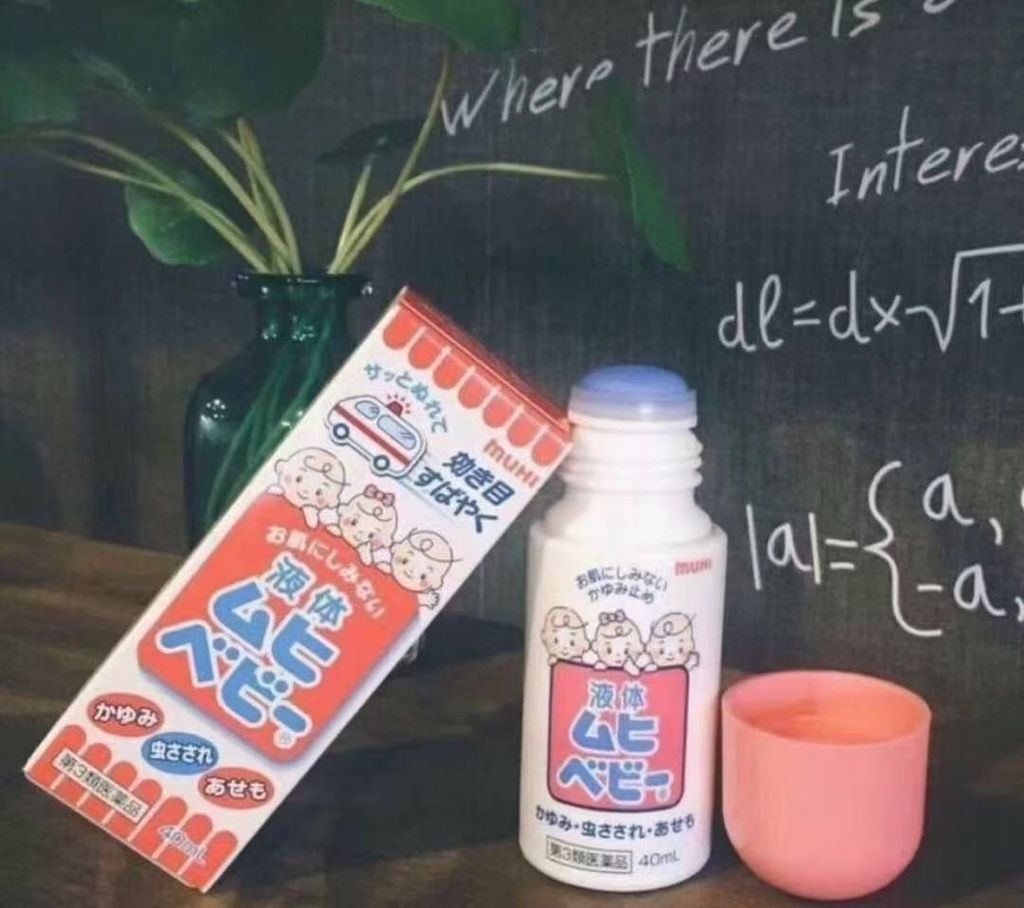 Where there is
Interes
dl=dx√1+
|a|={a,
-a,
サッとぬれて
muhi
効き目
すばやく
お肌にしみない
液体
ムヒ
ベビー®
かゆみ
虫さされ
あせも
第3類医薬品
40mL
muhi
お肌にしみない
かゆみ止め
液体
ムヒ
ベビー®
かゆみ・虫さされ・あせも
第3類医薬品 40mL